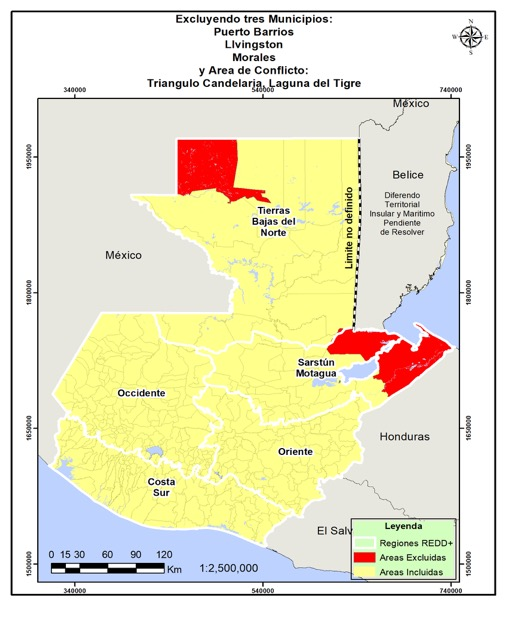 Excluyendo tres Municipios:
Puerto Barrios
LIvingston
Morales
y Area de Conflicto:
Triangulo Candelaria, Laguna del Tigre
N
W E
S
340000 540000 740000
México
1950000 1950000
Belice
Diferendo
Territorial
Insular y Maritimo
Pendiente
de Resolver
Límite no definido
Tierras
Bajas del
Norte
México
1800000 1800000
Sarstún
Motagua
Occidente
1650000 1650000
Honduras
Oriente
Costa
Sur
El Salv
Leyenda
Regiones REDD+
Areas Excluidas
Areas Incluidas
0 15 30 60 90 120
Km
1:2,500,000
1500000 1500000
340000 540000 740000